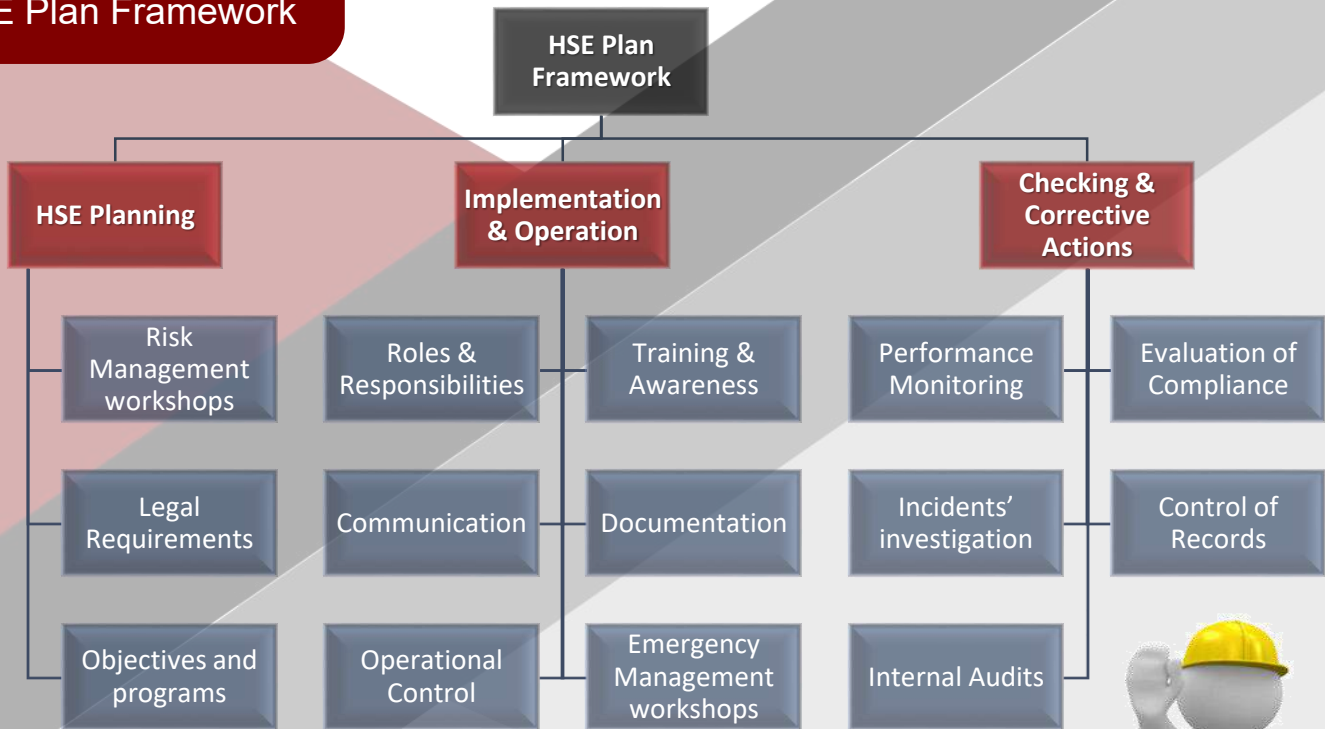 E Plan Framework
HSE Plan
Framework
HSE Planning
Implementation
& Operation
Checking &
Corrective
Actions
Risk
Management
workshops
Roles &
Responsibilities
Training &
Awareness
Performance
Monitoring
Evaluation of
Compliance
Legal
Requirements
Communication
Documentation
Incidents’
investigation
Control of
Records
Objectives and
programs
Operational
Control
Emergency
Management
workshops
Internal Audits